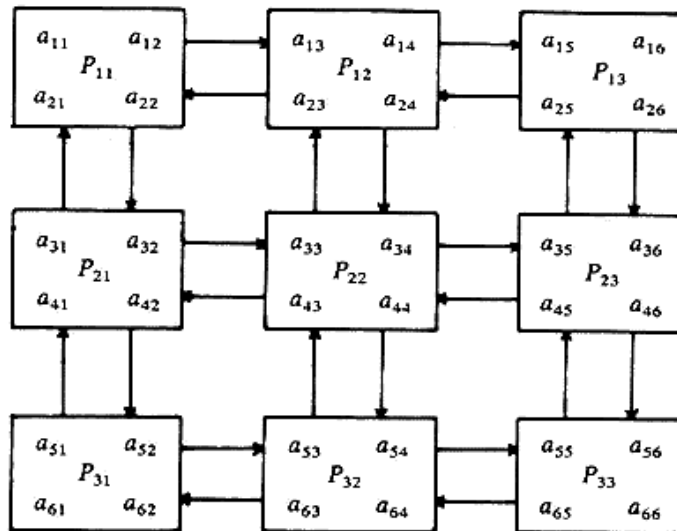 a₁₁ a₁₂ a₁₃ a₁₄ a₁₅ a₁₆
P₁₁ P₁₂ P₁₃
a₂₁ a₂₂ a₂₃ a₂₄ a₂₅ a₂₆
a₃₁ a₃₂ a₃₃ a₃₄ a₃₅ a₃₆
P₂₁ P₂₂ P₂₃
a₄₁ a₄₂ a₄₃ a₄₄ a₄₅ a₄₆
a₅₁ a₅₂ a₅₃ a₅₄ a₅₅ a₅₆
P₃₁ P₃₂ P₃₃
a₆₁ a₆₂ a₆₃ a₆₄ a₆₅ a₆₆